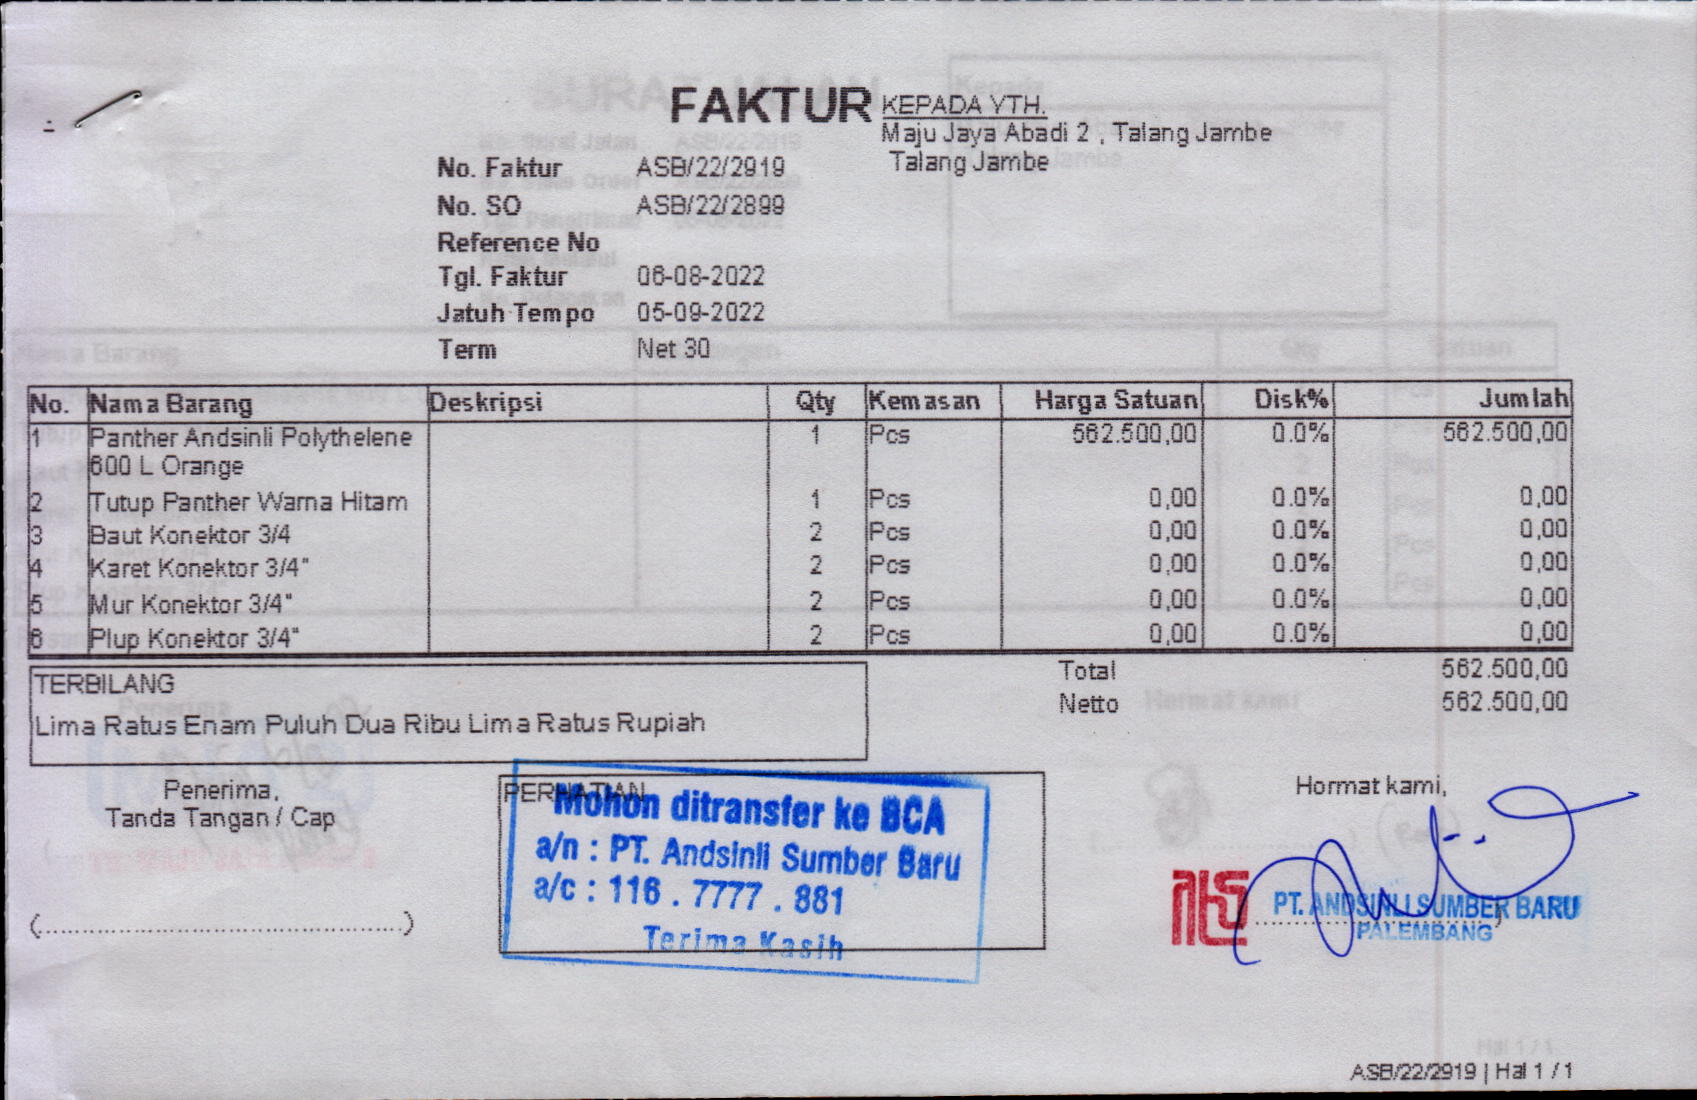 FAKTUR
KEPADA YTH.
Maju Jaya Abadi 2 , Talang Jambe
Talang Jambe
No. Faktur ASB/22/2919
No. SO ASB/22/2899
Reference No
Tgl. Faktur 06-08-2022
Jatuh Tempo 05-09-2022
Term Net 30
No. Nama Barang Deskripsi Qty Kemasan Harga Satuan Disk% Jumlah
1 Panther Andsinli Polythelene 1 Pcs 562.500,00 0.0% 562.500,00
600 L Orange
2 Tutup Panther Warna Hitam 1 Pcs 0,00 0.0% 0,00
3 Baut Konektor 3/4 2 Pcs 0,00 0.0% 0,00
4 Karet Konektor 3/4" 2 Pcs 0,00 0.0% 0,00
5 Mur Konektor 3/4" 2 Pcs 0,00 0.0% 0,00
6 Plup Konektor 3/4" 2 Pcs 0,00 0.0% 0,00
Total 562.500,00
Netto 562.500,00
TERBILANG
Lima Ratus Enam Puluh Dua Ribu Lima Ratus Rupiah
Penerima,
Tanda Tangan / Cap
(....................................................)
PERHATIAN
Mohon ditransfer ke BCA
a/n : PT. Andsinli Sumber Baru
a/c : 116 . 7777 . 881
Terima Kasih
Hormat kami,
PT. ANDSINLI SUMBER BARU
PALEMBANG
ASB/22/2919 | Hal 1 / 1